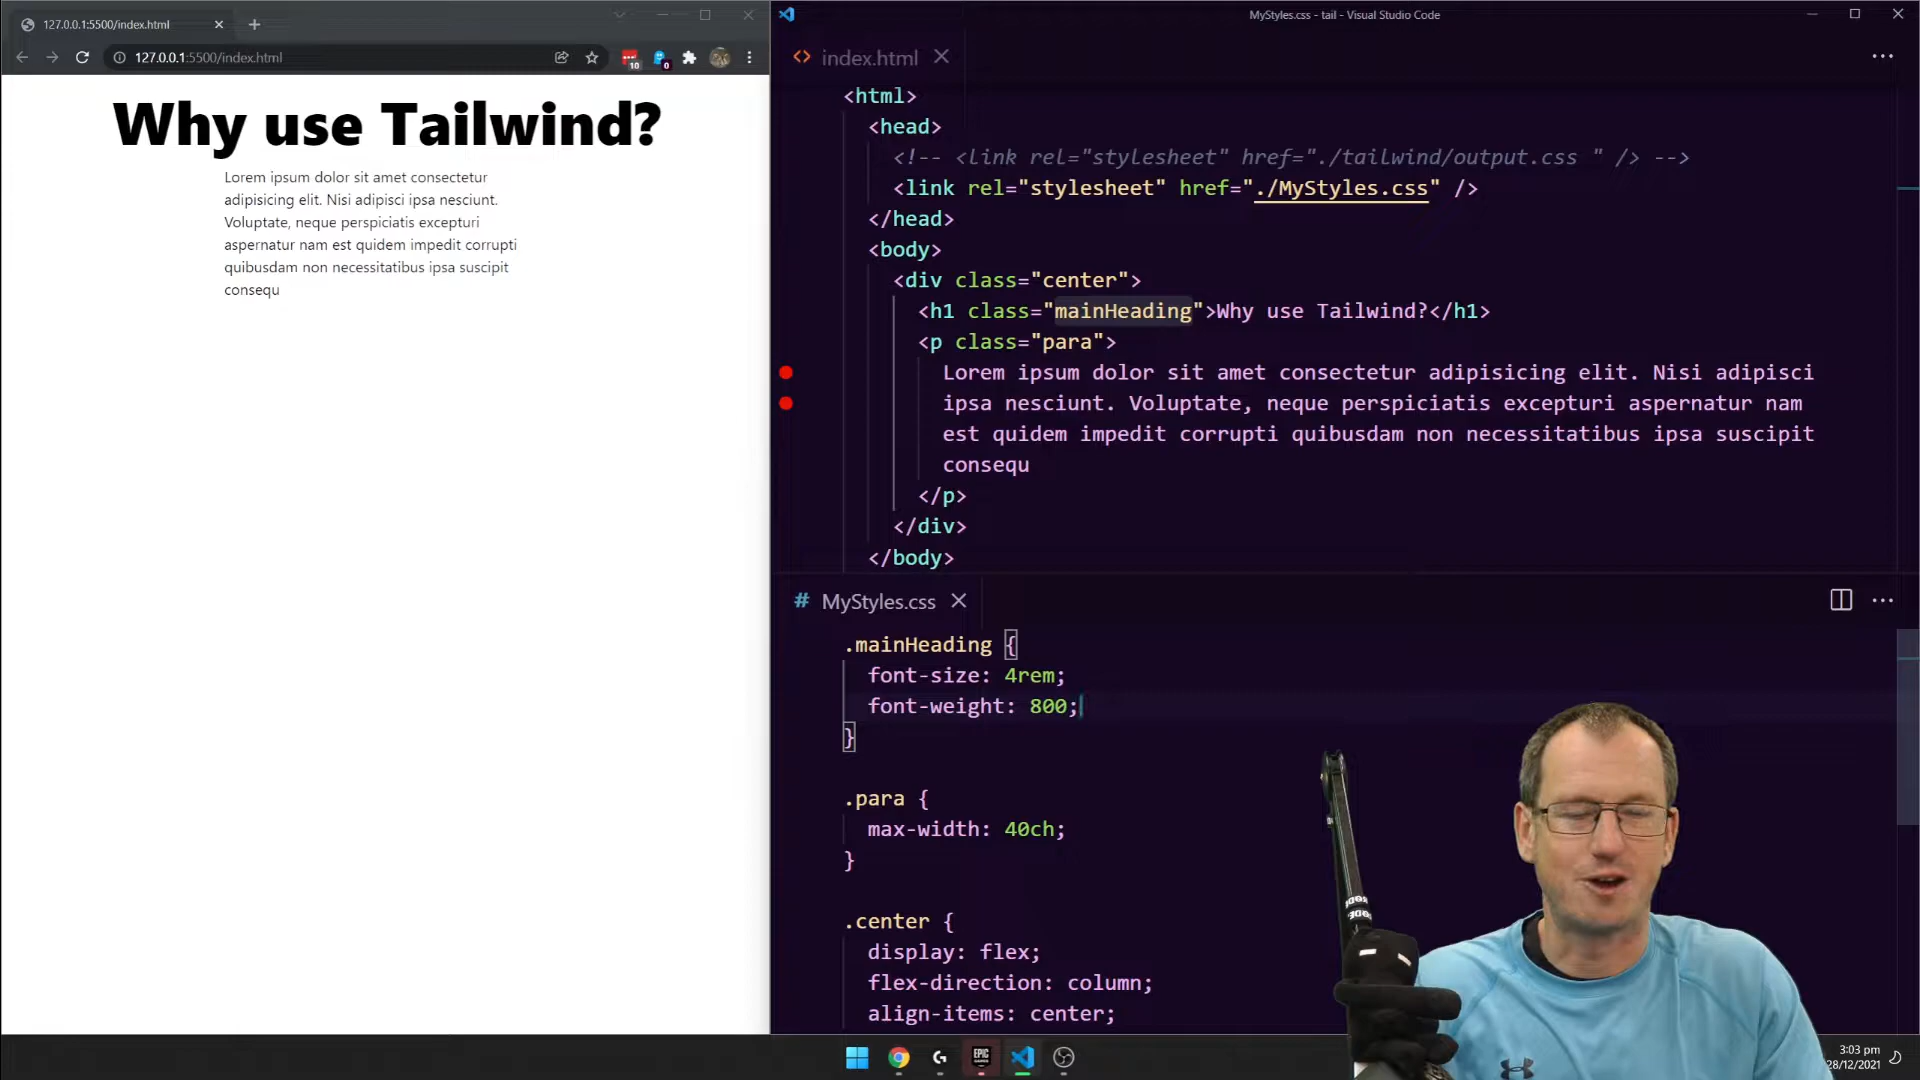 127.0.0.1:5500/index.html
127.0.0.1:5500/index.html
10
0
Why use Tailwind?
Lorem ipsum dolor sit amet consectetur
adipisicing elit. Nisi adipisci ipsa nesciunt.
Voluptate, neque perspiciatis excepturi
aspernatur nam est quidem impedit corrupti
quibusdam non necessitatibus ipsa suscipit
consequ
MyStyles.css - tail - Visual Studio Code
index.html
<html>
<head>
<!-- <link rel="stylesheet" href="./tailwind/output.css " /> -->
<link rel="stylesheet" href="./MyStyles.css" />
</head>
<body>
<div class="center">
<h1 class="mainHeading">Why use Tailwind?</h1>
<p class="para">
Lorem ipsum dolor sit amet consectetur adipisicing elit. Nisi adipisci
ipsa nesciunt. Voluptate, neque perspiciatis excepturi aspernatur nam
est quidem impedit corrupti quibusdam non necessitatibus ipsa suscipit
consequ
</p>
</div>
</body>
# MyStyles.css
.mainHeading {
font-size: 4rem;
font-weight: 800;
}
.para {
max-width: 40ch;
}
.center {
display: flex;
flex-direction: column;
align-items: center;
EPIC
GAMES
3:03 pm
28/12/2021